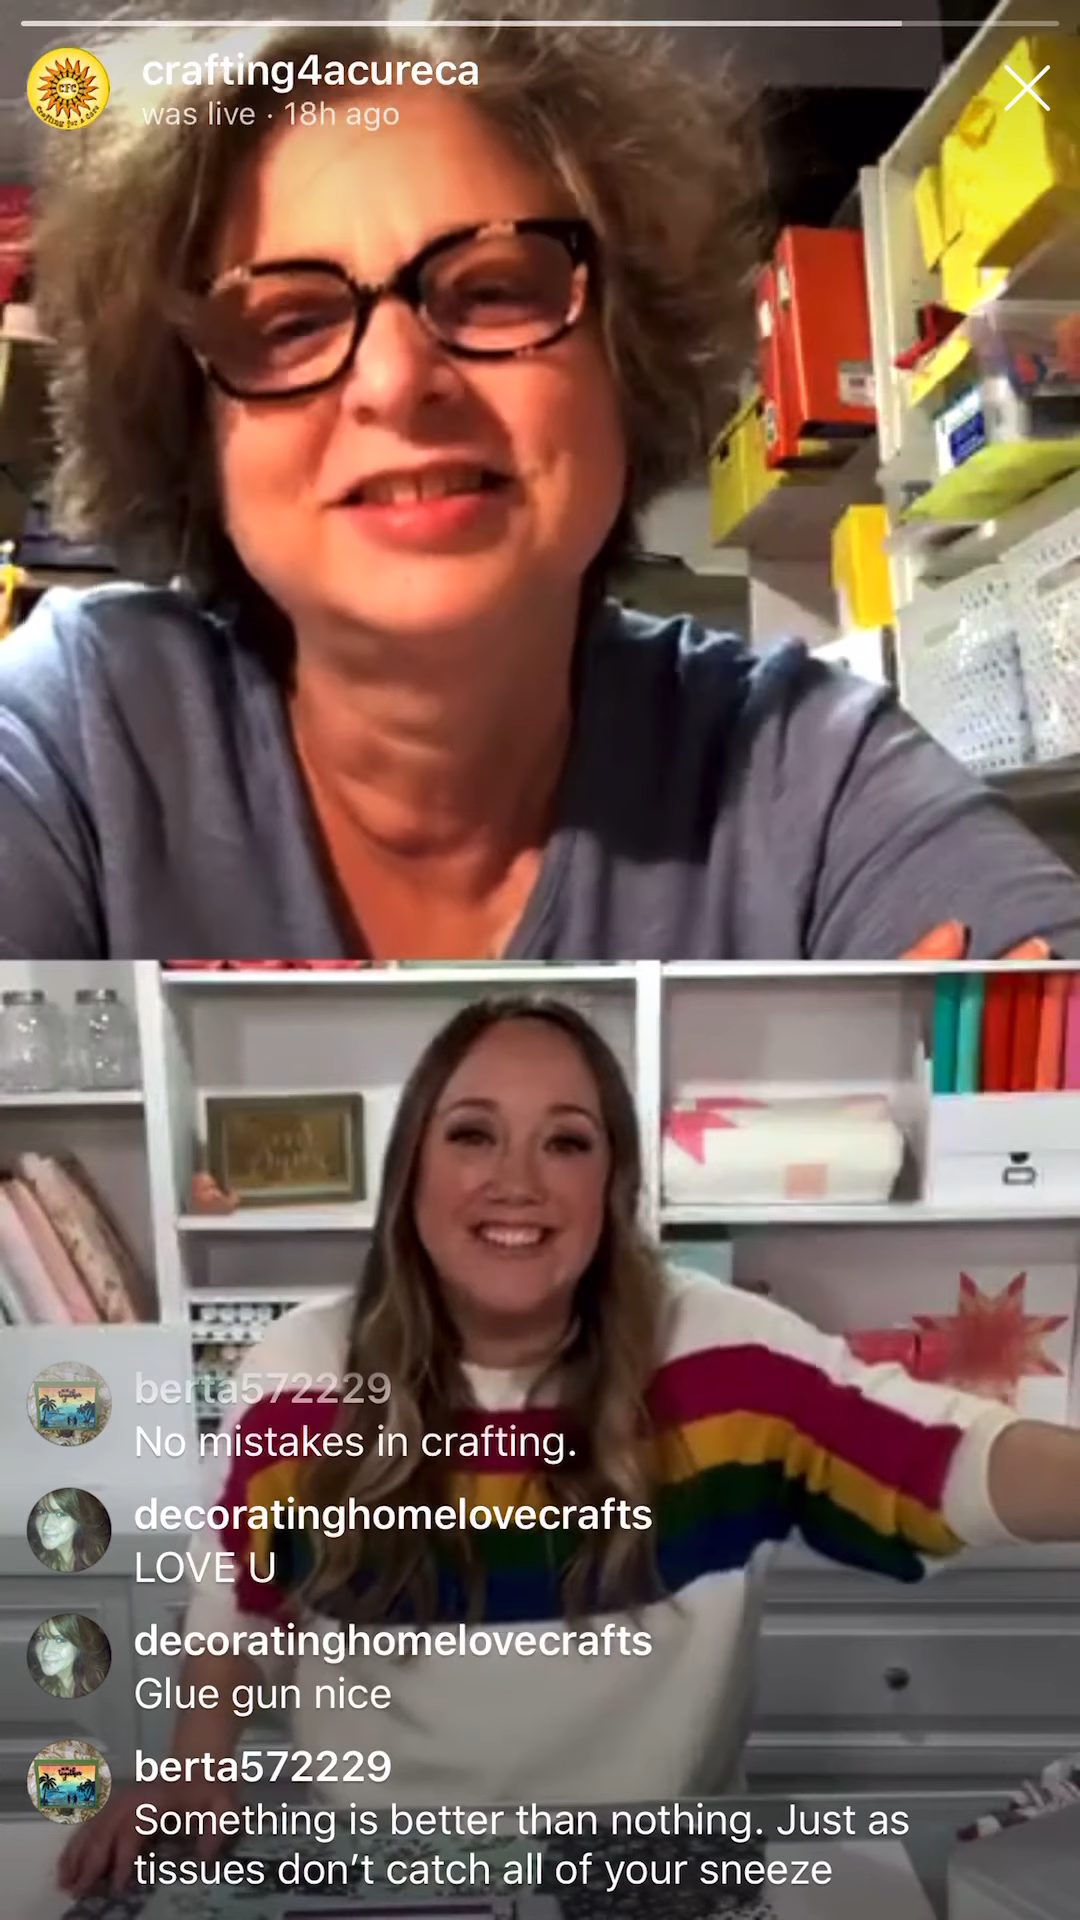 crafting4acureca
was live · 18h ago
CFC
berta572229
No mistakes in crafting.
decoratinghomelovecrafts
LOVE U
decoratinghomelovecrafts
Glue gun nice
berta572229
Something is better than nothing. Just as
tissues don’t catch all of your sneeze